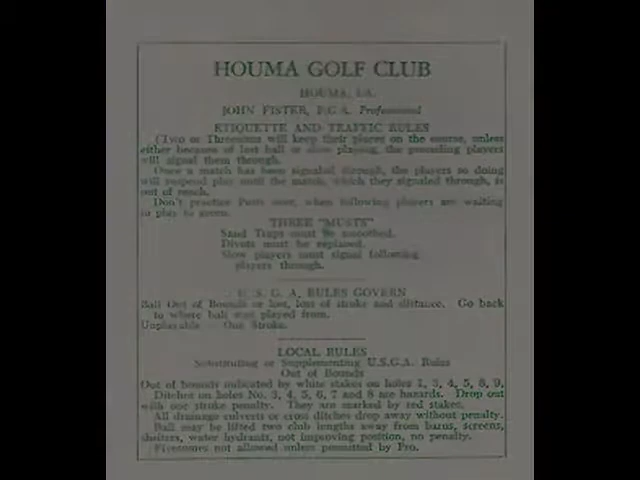 HOUMA GOLF CLUB
HOUMA, LA.
JOHN FISTER, P.G.A. Professional
ETIQUETTE AND TRAFFIC RULES
(Two or Threesomes will keep their places on the course, unless
either because of lost ball or slow playing, the preceding players
will signal them through.
Once a match has been signaled through, the players so doing
will suspend play until the match, which they signaled through, is
out of reach.
Don't practice Putts over, when following players are waiting
to play to green.
THREE "MUSTS"
Sand Traps must be smoothed.
Divots must be replaced.
Slow players must signal following
players through.
U. S. G. A. RULES GOVERN
Ball Out of Bounds or lost, loss of stroke and distance. Go back
to where ball was played from.
Unplayable One Stroke.
LOCAL RULES
Substituting or Supplementing U.S.G.A. Rules
Out of Bounds
Out of bounds indicated by white stakes on holes 1, 3, 4, 5, 8, 9.
Ditches on holes No. 3, 4, 5, 6, 7 and 8 are hazards. Drop out
with one stroke penalty. They are marked by red stakes.
All drainage culverts or cross ditches drop away without penalty.
Ball may be lifted two club lengths away from barns, screens,
shelters, water hydrants, not improving position, no penalty.
Fivesomes not allowed unless permitted by Pro.